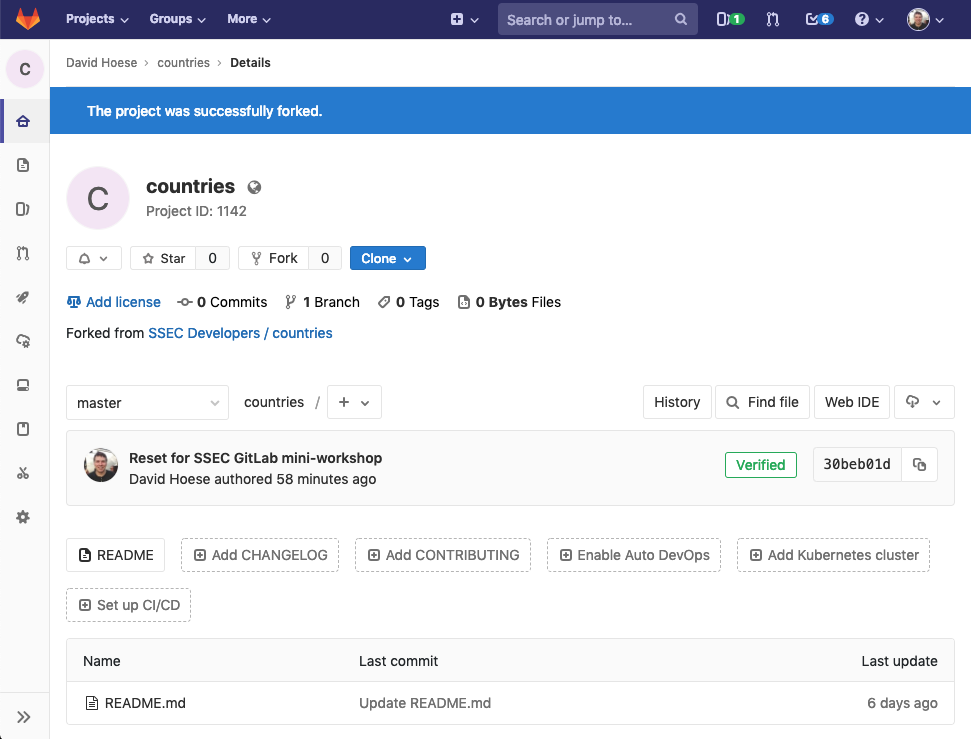 Projects Groups More Search or jump to... 1 6
C David Hoese › countries › Details
The project was successfully forked.
C countries
Project ID: 1142
Star 0 Fork 0 Clone
Add license 0 Commits 1 Branch 0 Tags 0 Bytes Files
Forked from SSEC Developers / countries
master countries / + History Find file Web IDE
Reset for SSEC GitLab mini-workshop
David Hoese authored 58 minutes ago
Verified 30beb01d
README Add CHANGELOG Add CONTRIBUTING Enable Auto DevOps Add Kubernetes cluster
Set up CI/CD
Name Last commit Last update
README.md Update README.md 6 days ago